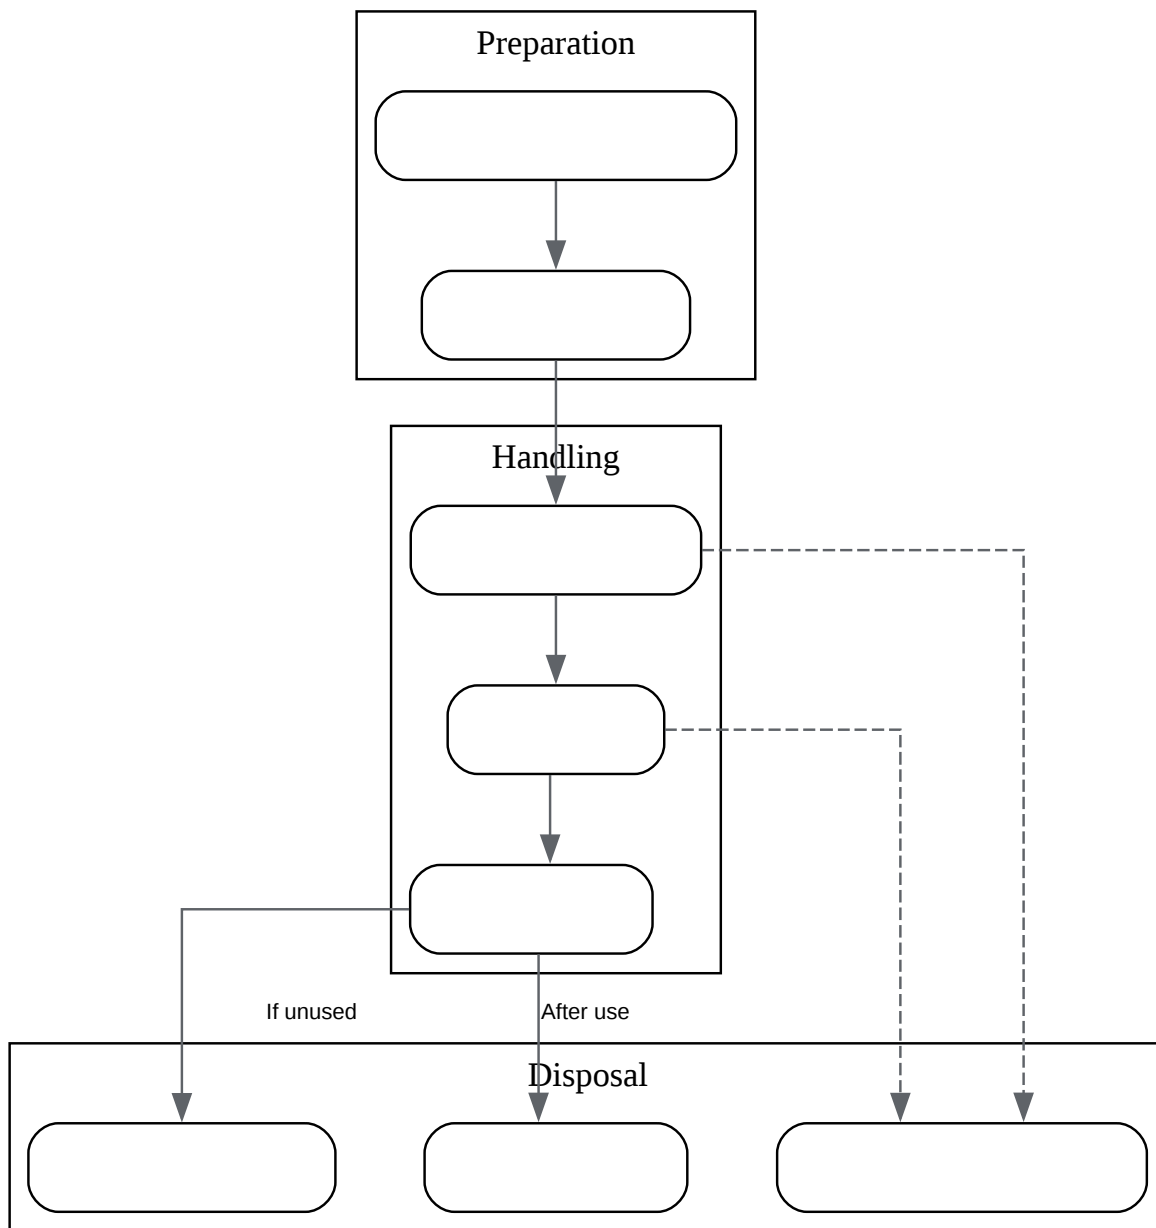 Preparation
Handling
If unused
After use
Disposal